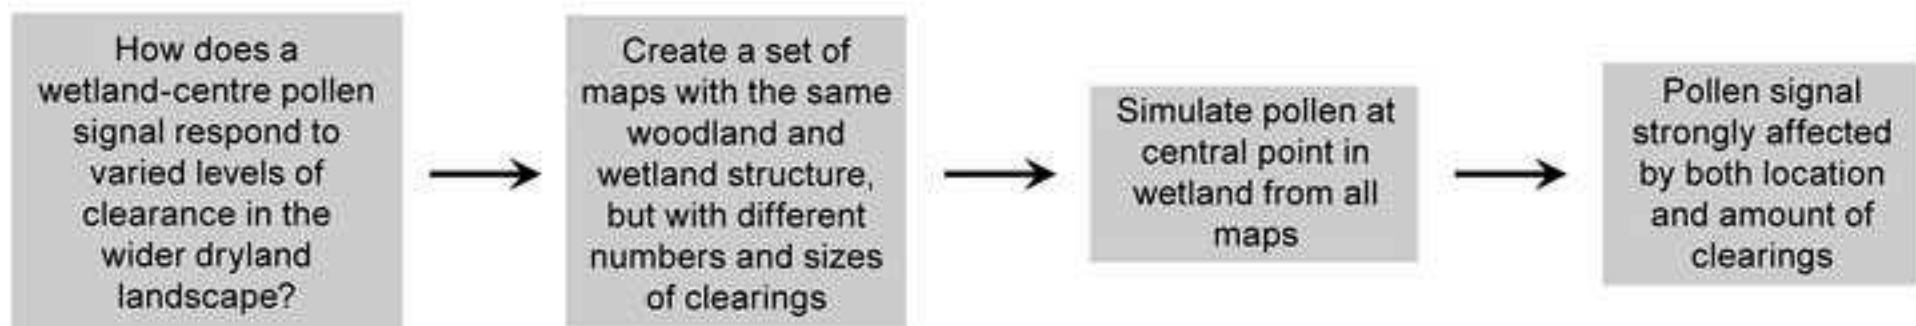 How does a
wetland-centre pollen
signal respond to
varied levels of
clearance in the
wider dryland
landscape?
Create a set of
maps with the same
woodland and
wetland structure,
but with different
numbers and sizes
of clearings
Simulate pollen at
central point in
wetland from all
maps
Pollen signal
strongly affected
by both location
and amount of
clearings